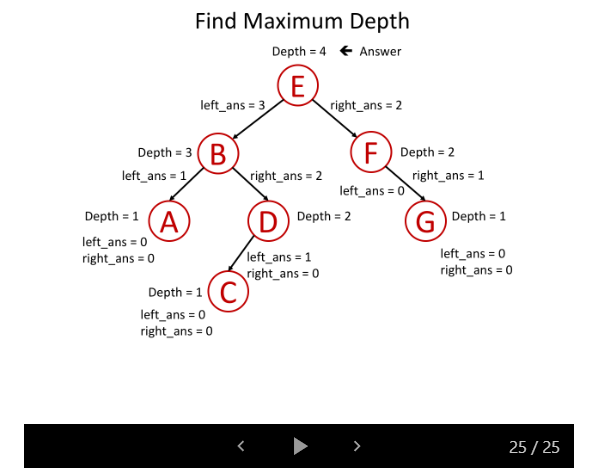 Find Maximum Depth
Depth = 4 ← Answer
E
left_ans = 3
right_ans = 2
Depth = 3
B
F
Depth = 2
left_ans = 1
right_ans = 2
left_ans = 0
right_ans = 1
Depth = 1
A
D
Depth = 2
G
Depth = 1
left_ans = 0
right_ans = 0
left_ans = 1
right_ans = 0
left_ans = 0
right_ans = 0
Depth = 1
C
left_ans = 0
right_ans = 0
25 / 25